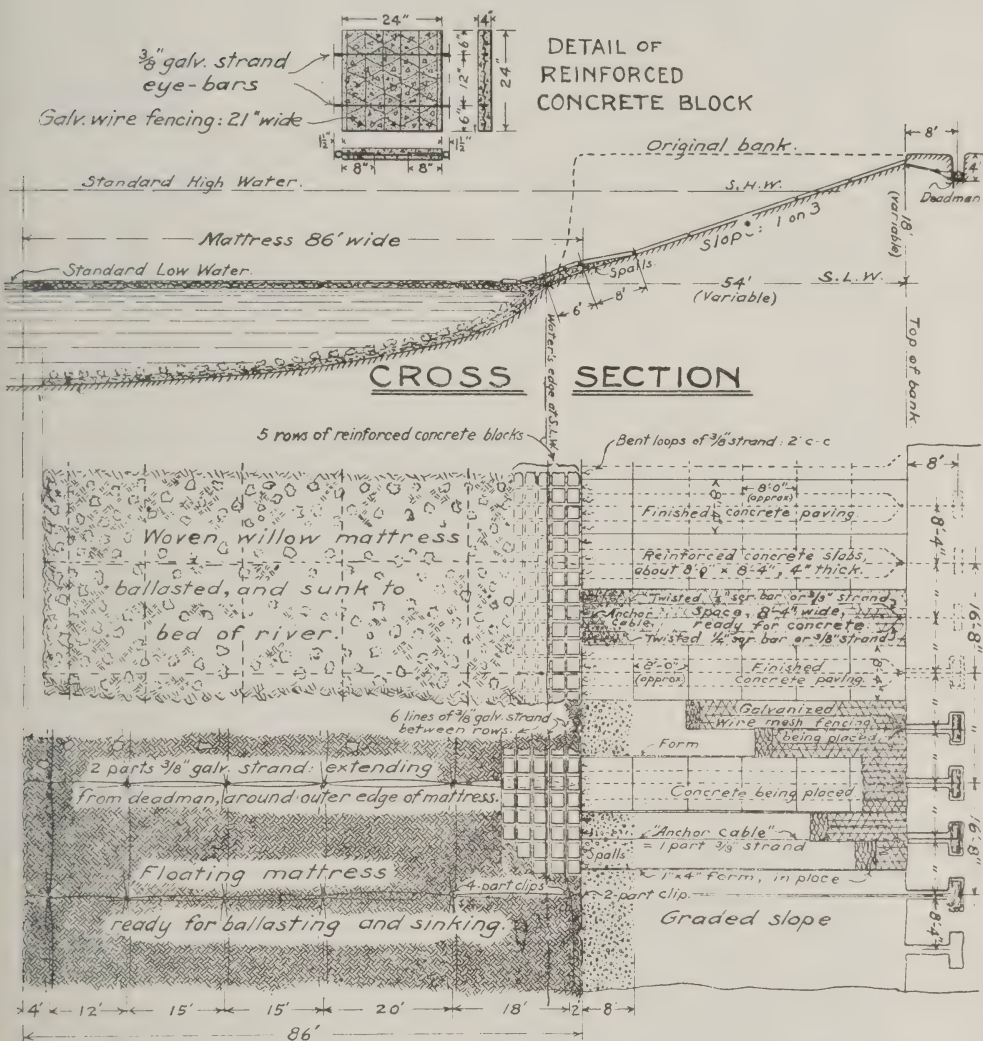 24"
4"
DETAIL OF
REINFORCED
CONCRETE BLOCK
3/8" galv. strand
eye-bars
Galv. wire fencing: 21" wide
6"
12"
6"
24"
1½"
1½"
8"
8"
Original bank.
8'
4'
Standard High Water.
S.H.W.
Deadman
Slope: 1 on 3
18'
(variable)
Mattress 86' wide
Standard Low Water.
Spalls.
54'
(Variable)
S.L.W.
6'
8'
Water's edge at S.L.W.
Top of bank.
CROSS SECTION
5 rows of reinforced concrete blocks
Bent loops of 3/8" strand: 2' c-c
8'
8'-0"
(approx)
8'-4"
Finished concrete paving.
8'-4"
Woven willow mattress
ballasted, and sunk to
bed of river.
Reinforced concrete slabs,
about 8'0" x 8'-4", 4" thick.
Twisted ¼" sqr bar or 3/8" strand
Anchor
cable,
space, 8'-4" wide,
ready for concrete
Twisted ¼" sqr bar or 3/8" strand
16'-8"
8'-0"
(approx)
Finished
Concrete paving.
8'-4"
6 lines of 3/8" galv. strand
between rows.
Galvanized
Wire mesh fencing
being placed
Form
2 parts 3/8" galv. strand: extending
from deadman, around outer edge of mattress.
Concrete being placed
"Anchor cable"
= 1 part 3/8" strand
Spalls
16'-8"
1"x4" form, in place
Floating mattress
ready for ballasting and sinking.
4-part clips
2-part clip.
Graded slope
8'-4"
4' 12' 15' 15' 20' 18' 2' 8'
86'